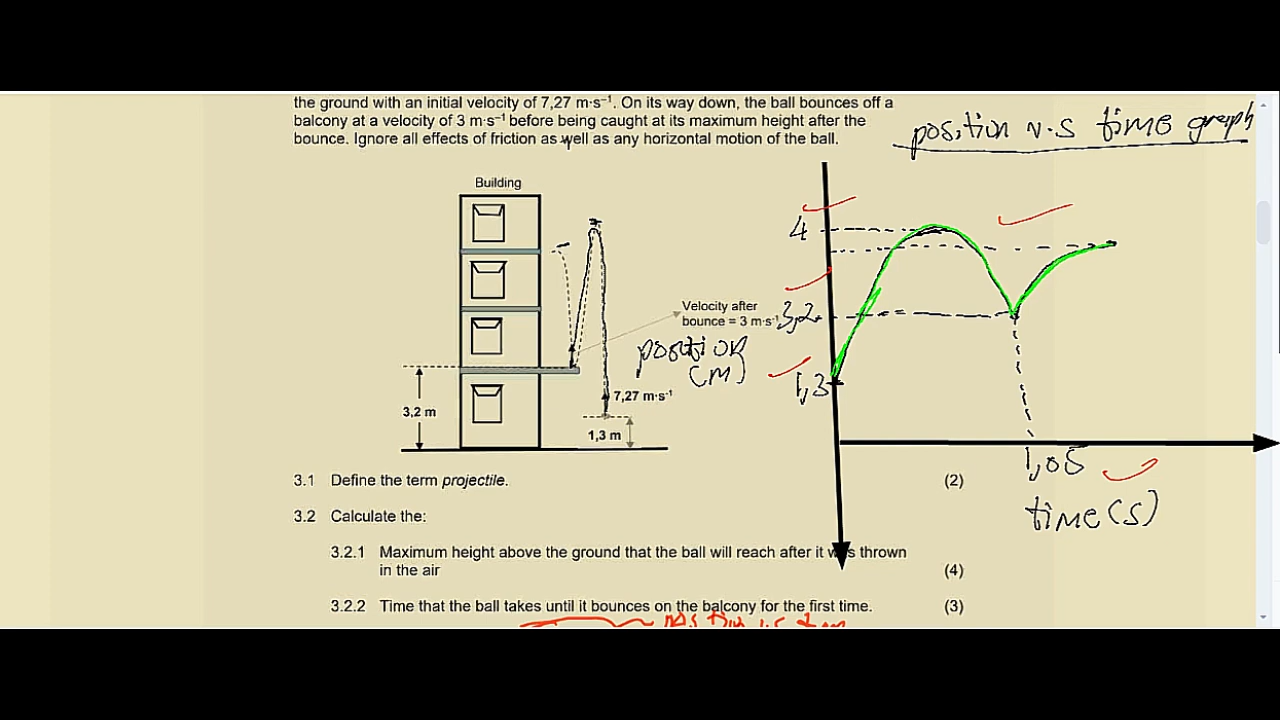 the ground with an initial velocity of 7,27 m·s⁻¹. On its way down, the ball bounces off a
balcony at a velocity of 3 m·s⁻¹ before being caught at its maximum height after the
bounce. Ignore all effects of friction as well as any horizontal motion of the ball.
position v.s time graph
Building
4
Velocity after
bounce = 3 m·s⁻¹
3,2
position
(m)
1,3
7,27 m·s⁻¹
3,2 m
1,3 m
1,05
time (s)
3.1 Define the term projectile. (2)
3.2 Calculate the:
3.2.1 Maximum height above the ground that the ball will reach after it was thrown
in the air (4)
3.2.2 Time that the ball takes until it bounces on the balcony for the first time. (3)